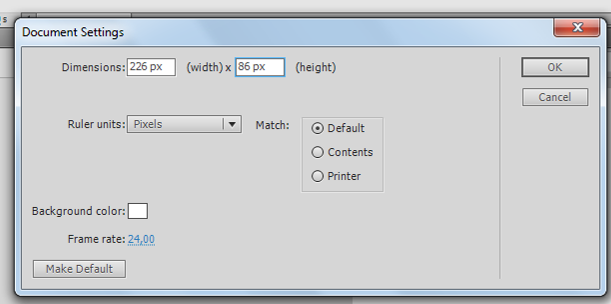 Document Settings
Dimensions: 226 px (width) x 86 px (height)
OK
Cancel
Ruler units: Pixels Match: Default
Contents
Printer
Background color:
Frame rate: 24,00
Make Default